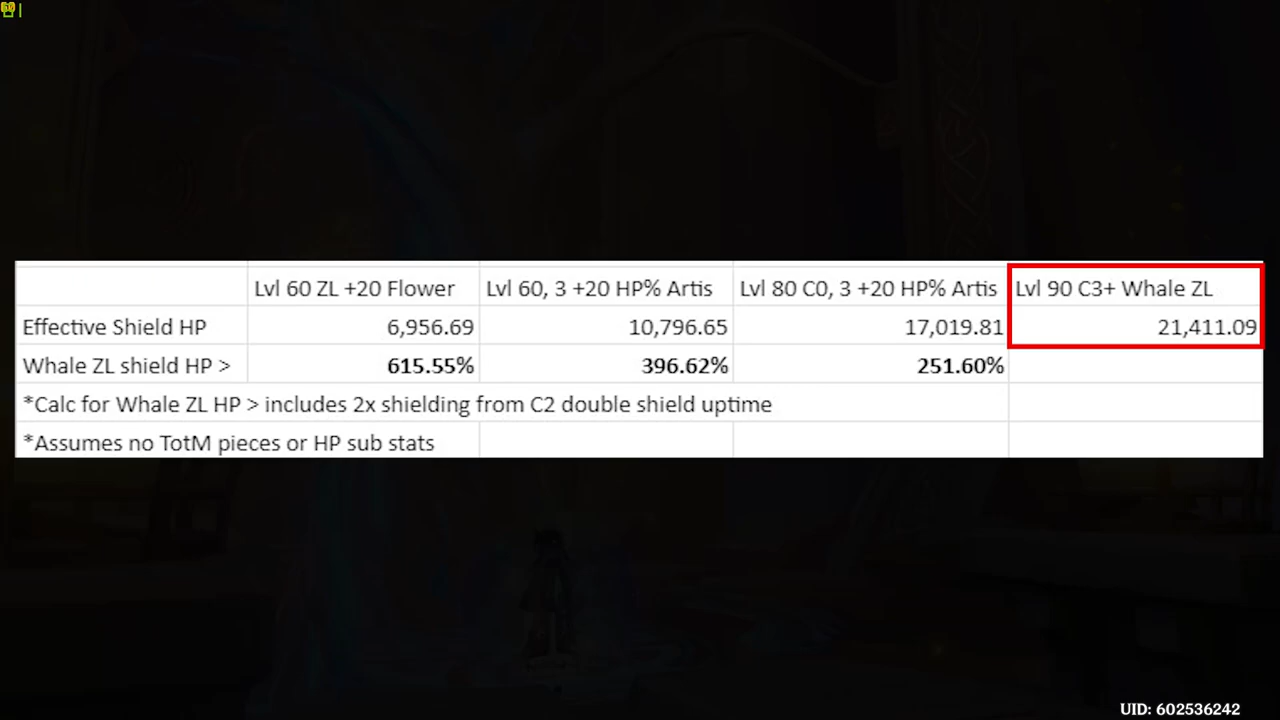 60
Lvl 60 ZL +20 Flower Lvl 60, 3 +20 HP% Artis Lvl 80 C0, 3 +20 HP% Artis Lvl 90 C3+ Whale ZL
Effective Shield HP 6,956.69 10,796.65 17,019.81 21,411.09
Whale ZL shield HP > 615.55% 396.62% 251.60%
*Calc for Whale ZL HP > includes 2x shielding from C2 double shield uptime
*Assumes no TotM pieces or HP sub stats
UID: 602536242